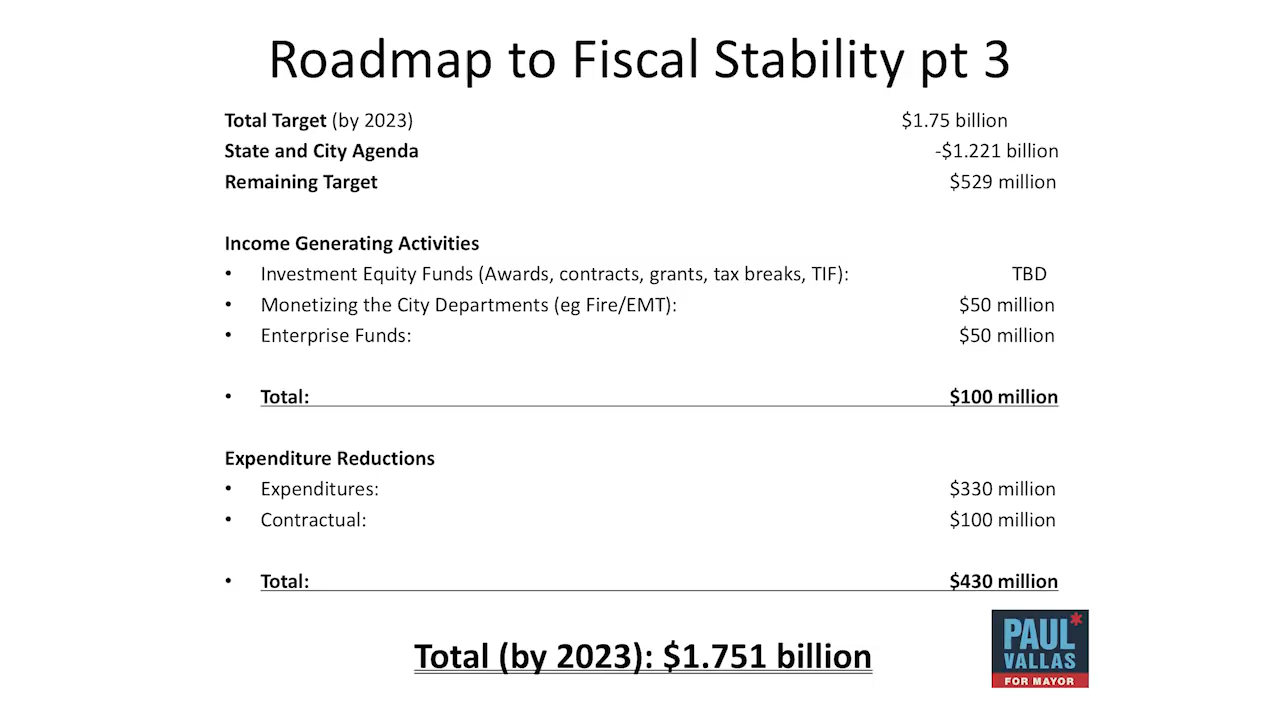 Roadmap to Fiscal Stability pt 3
Total Target (by 2023) $1.75 billion
State and City Agenda -$1.221 billion
Remaining Target $529 million
Income Generating Activities
• Investment Equity Funds (Awards, contracts, grants, tax breaks, TIF): TBD
• Monetizing the City Departments (eg Fire/EMT): $50 million
• Enterprise Funds: $50 million
• Total: $100 million
Expenditure Reductions
• Expenditures: $330 million
• Contractual: $100 million
• Total: $430 million
Total (by 2023): $1.751 billion
PAUL
VALLAS
FOR MAYOR